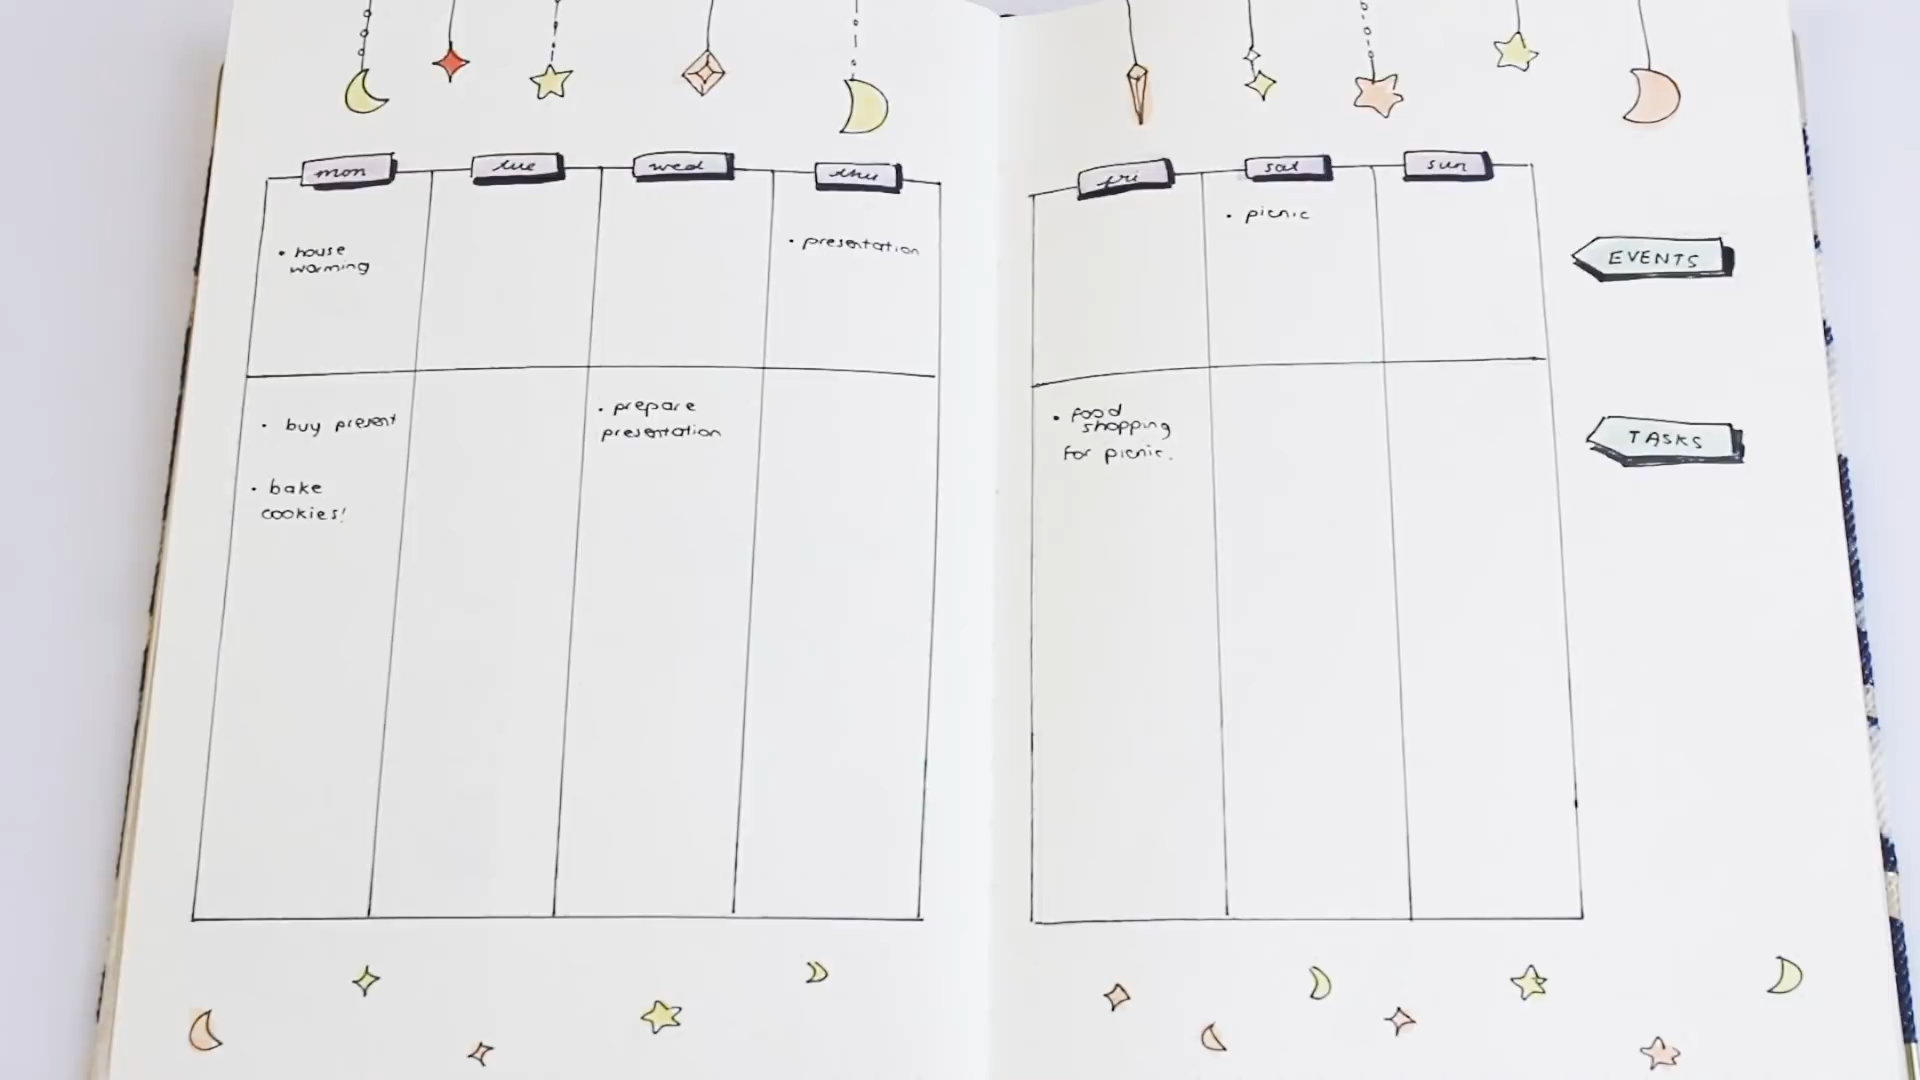 mon
tue
wed
thu
fri
sat
sun
• house
warming
• presentation
• picnic
EVENTS
• buy present
• bake
cookies!
• prepare
presentation
• food
shopping
for picnic.
TASKS